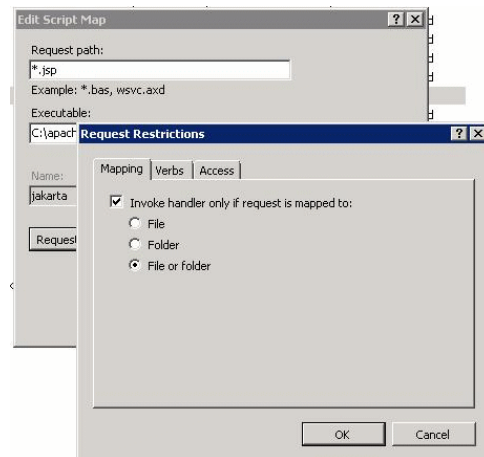 Edit Script Map
Request path:
*.jsp
Example: *.bas, wsvc.axd
Executable:
C:\apach
Name:
jakarta
Request Restrictions
Mapping
Verbs
Access
Invoke handler only if request is mapped to:
File
Folder
File or folder
OK
Cancel